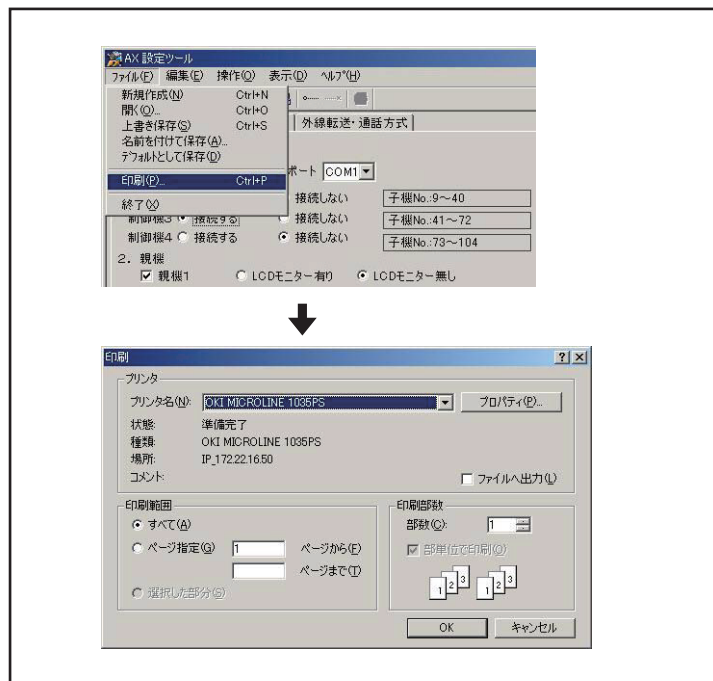 AX 設定ツール
ファイル(F) 編集(E) 操作(O) 表示(D) ヘルプ(H)
新規作成(N) Ctrl+N
開く(O)... Ctrl+O
上書き保存(S) Ctrl+S
名前を付けて保存(A)...
デフォルトとして保存(D)
印刷(P)... Ctrl+P
終了(X)
外線転送・通話方式
ポート COM1
接続しない 子機No.:9～40
制御機3 接続する 接続しない 子機No.:41～72
制御機4 接続する 接続しない 子機No.:73～104
2. 親機
親機1 LCDモニター有り LCDモニター無し
印刷
プリンタ
プリンタ名(N): OKI MICROLINE 1035PS プロパティ(P)...
状態: 準備完了
種類: OKI MICROLINE 1035PS
場所: IP_172.22.16.50
コメント: ファイルへ出力(L)
印刷範囲
すべて(A)
ページ指定(G) 1 ページから(F)
ページまで(T)
選択した部分(S)
印刷部数
部数(C): 1
部単位で印刷(O)
1 2 3 1 2 3
OK キャンセル